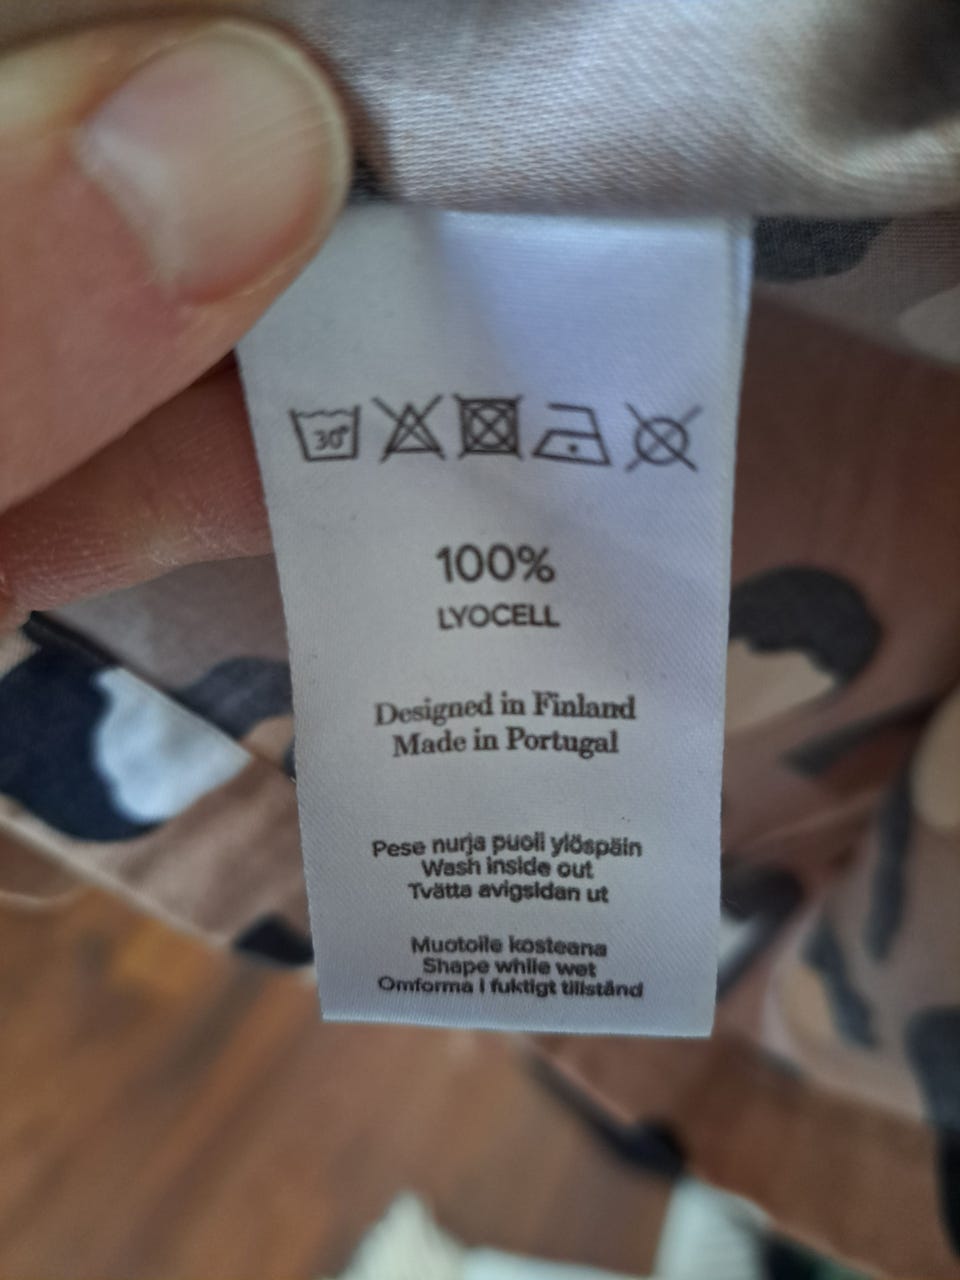 30°
100%
LYOCELL
Designed in Finland
Made in Portugal
Pese nurja puoli ylöspäin
Wash inside out
Tvätta avigsidan ut
Muotoile kosteana
Shape while wet
Omforma i fuktigt tillstånd